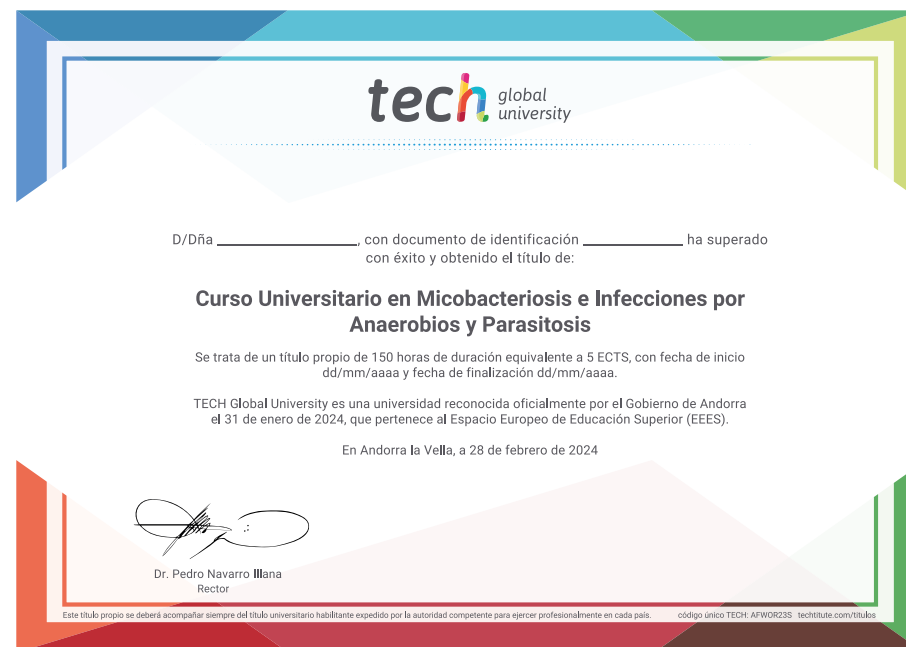 tech global university
D/Dña ____________________, con documento de identificación ______________ ha superado
con éxito y obtenido el título de:
Curso Universitario en Micobacteriosis e Infecciones por
Anaerobios y Parasitosis
Se trata de un título propio de 150 horas de duración equivalente a 5 ECTS, con fecha de inicio
dd/mm/aaaa y fecha de finalización dd/mm/aaaa.
TECH Global University es una universidad reconocida oficialmente por el Gobierno de Andorra
el 31 de enero de 2024, que pertenece al Espacio Europeo de Educación Superior (EEES).
En Andorra la Vella, a 28 de febrero de 2024
Dr. Pedro Navarro Illana
Rector
Este título propio se deberá acompañar siempre del título universitario habilitante expedido por la autoridad competente para ejercer profesionalmente en cada país. código único TECH: AFWOR23S techtitute.com/titulos